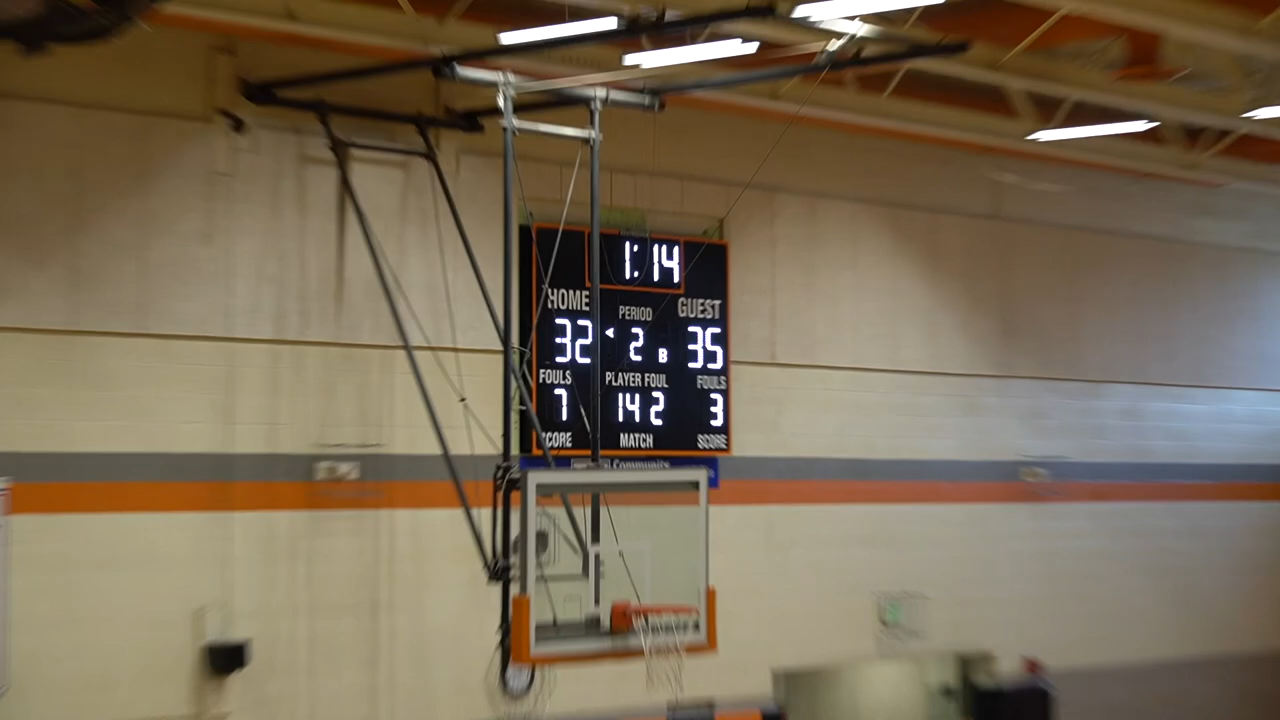 1:14
HOME PERIOD GUEST
32 2 B 35
FOULS PLAYER FOUL FOULS
7 14 2 3
SCORE MATCH SCORE
Community